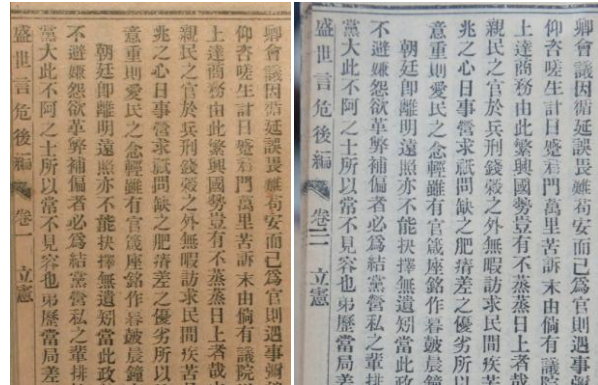 卿會議因循延誤畏難苟安而已爲官則遇事
仰咨嗟生計日蹙君門萬里苦訴末由倘有議院
上達商務由此繁興國勢豈有不蒸蒸日上者哉
親民之官於兵刑錢穀之外無暇訪求民間疾苦
兆之心日事營求祇問缺之肥瘠差之優劣所以
意重則愛民之念輕雖有官箴座銘作暮皷晨鐘
朝廷卽離明遠照亦不能抉擇無遺矧當此政
不避嫌怨欲革弊補偏者必爲結黨營私之輩排
黨大此不阿之士所以常不見容也弟歷當局差
盛世言危後編 卷一 立憲
卿會議因循延誤畏難苟安而已爲官則遇事
仰咨嗟生計日蹙君門萬里苦訴末由倘有議院
上達商務由此繁興國勢豈有不蒸蒸日上者哉
親民之官於兵刑錢穀之外無暇訪求民間疾苦
兆之心日事營求祇問缺之肥瘠差之優劣所以
意重則愛民之念輕雖有官箴座銘作暮皷晨鐘
朝廷卽離明遠照亦不能抉擇無遺矧當此政
不避嫌怨欲革弊補偏者必爲結黨營私之輩排
黨大此不阿之士所以常不見容也弟歷當局差
盛世言危後編 卷三 立憲